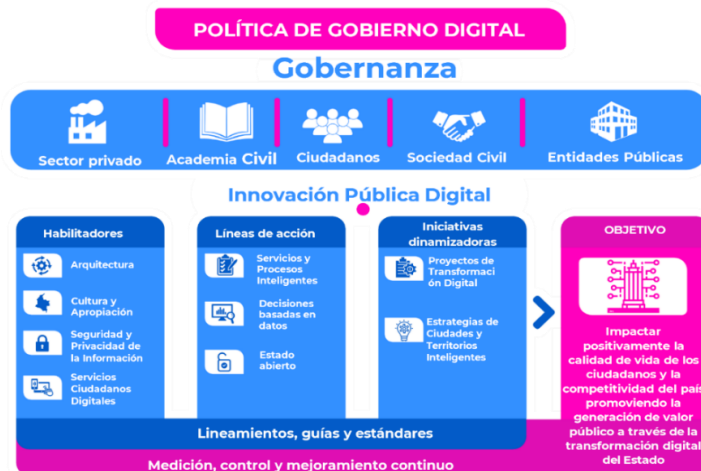 POLÍTICA DE GOBIERNO DIGITAL
Gobernanza
Sector privado
Academia Civil
Ciudadanos
Sociedad Civil
Entidades Públicas
Innovación Pública Digital
Habilitadores
Arquitectura
Cultura y
Apropiación
Seguridad y
Privacidad de
la Información
Servicios
Ciudadanos
Digitales
Líneas de acción
Servicios y
Procesos
Inteligentes
Decisiones
basadas en
datos
Estado
abierto
Iniciativas
dinamizadoras
Proyectos de
Transformaci
ón Digital
Estrategias de
Ciudades y
Territorios
Inteligentes
OBJETIVO
Impactar
positivamente la
calidad de vida de los
ciudadanos y la
competitividad del país
promoviendo la
generación de valor
público a través de la
transformación digital
del Estado
Lineamientos, guías y estándares
Medición, control y mejoramiento continuo